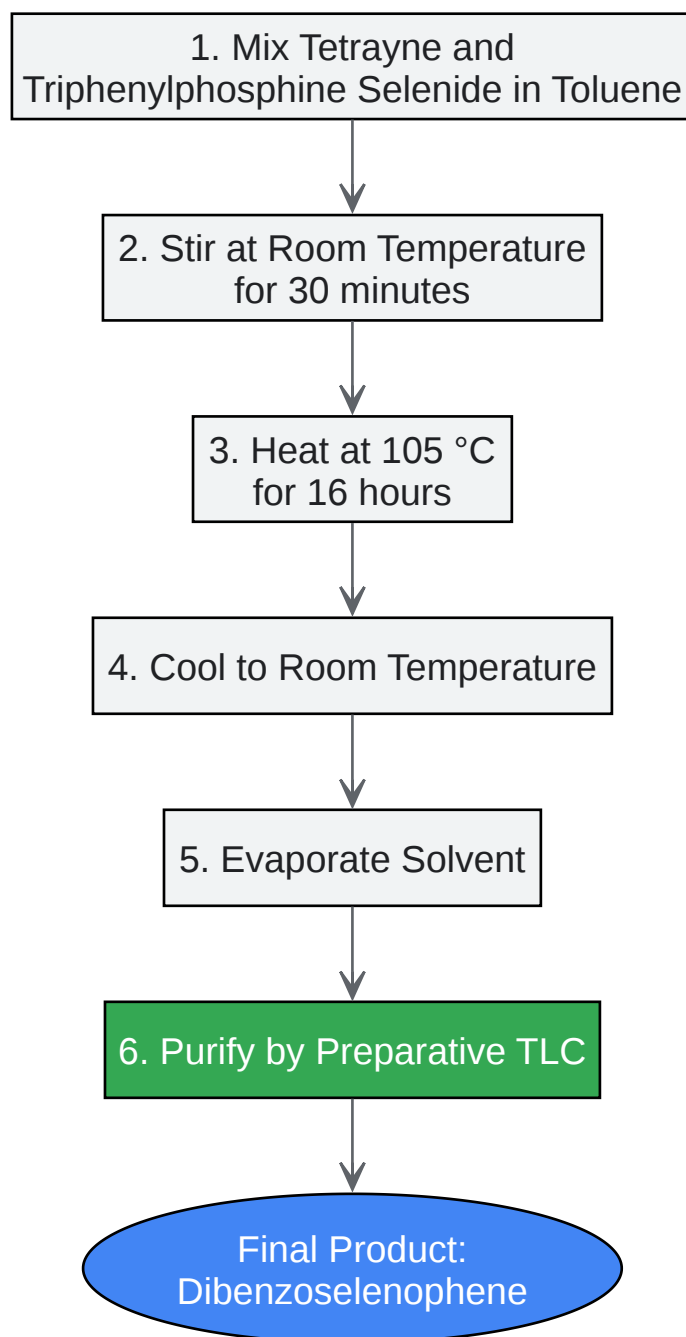 1. Mix Tetrayne and
Triphenylphosphine Selenide in Toluene
2. Stir at Room Temperature
for 30 minutes
3. Heat at 105 °C
for 16 hours
4. Cool to Room Temperature
5. Evaporate Solvent
6. Purify by Preparative TLC
Final Product:
Dibenzoselenophene